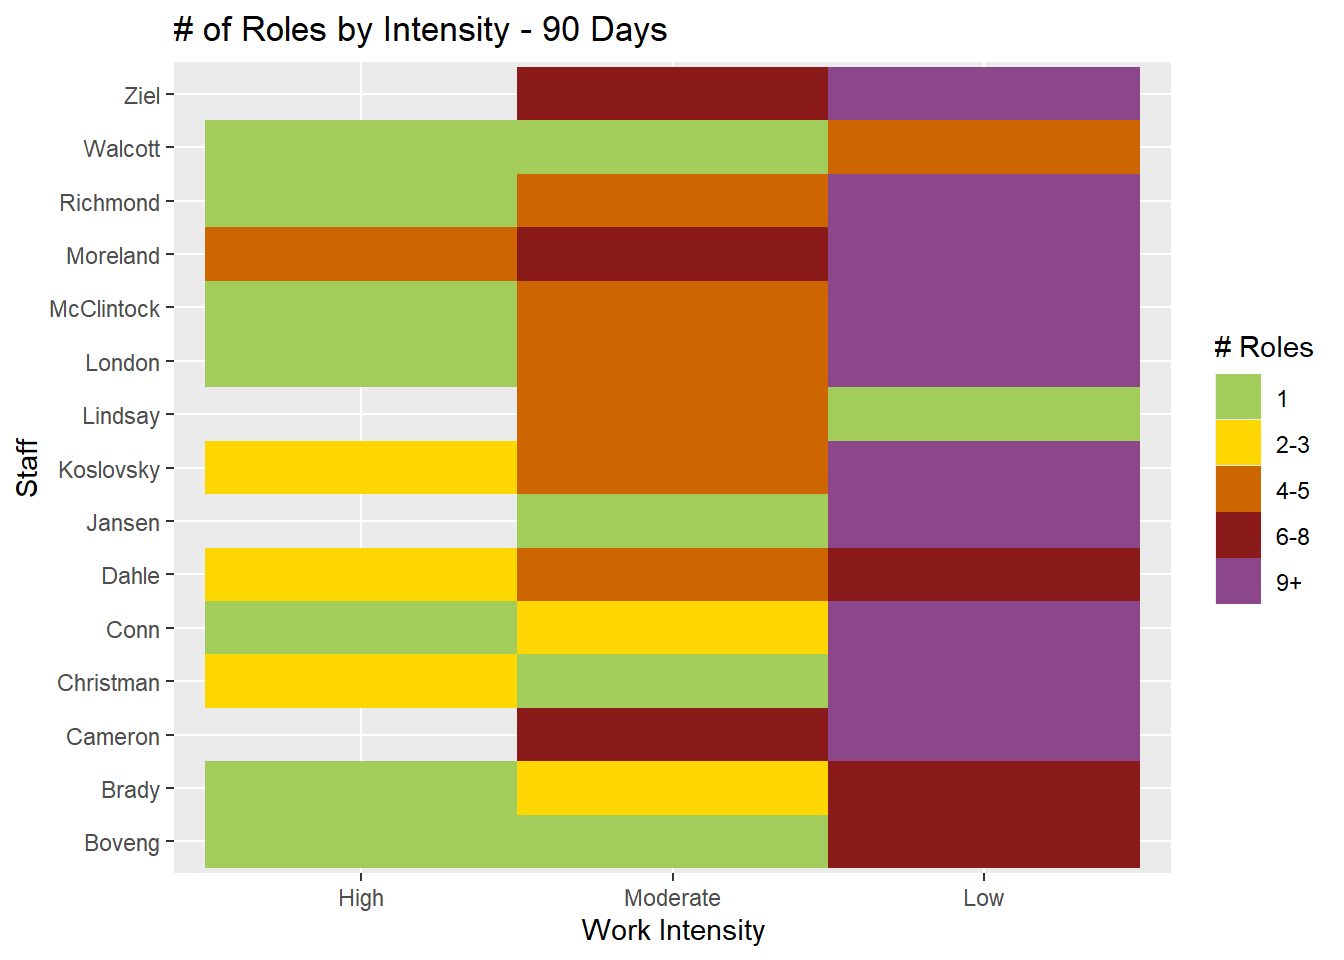 # of Roles by Intensity - 90 Days
Ziel
Walcott
Richmond
Moreland
McClintock
London
Lindsay
Koslovsky
Jansen
Dahle
Conn
Christman
Cameron
Brady
Boveng
Staff
High Moderate Low
Work Intensity
# Roles
1
2-3
4-5
6-8
9+